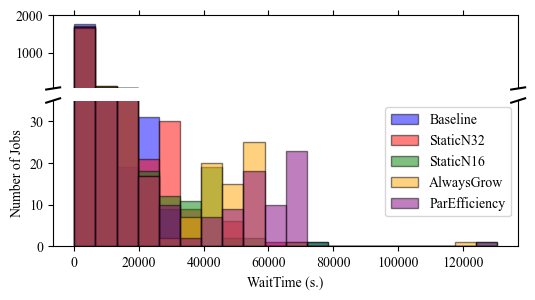 2000
1000
30
20
10
0
Number of Jobs
Baseline
StaticN32
StaticN16
AlwaysGrow
ParEfficiency
0 20000 40000 60000 80000 100000 120000
WaitTime (s.)